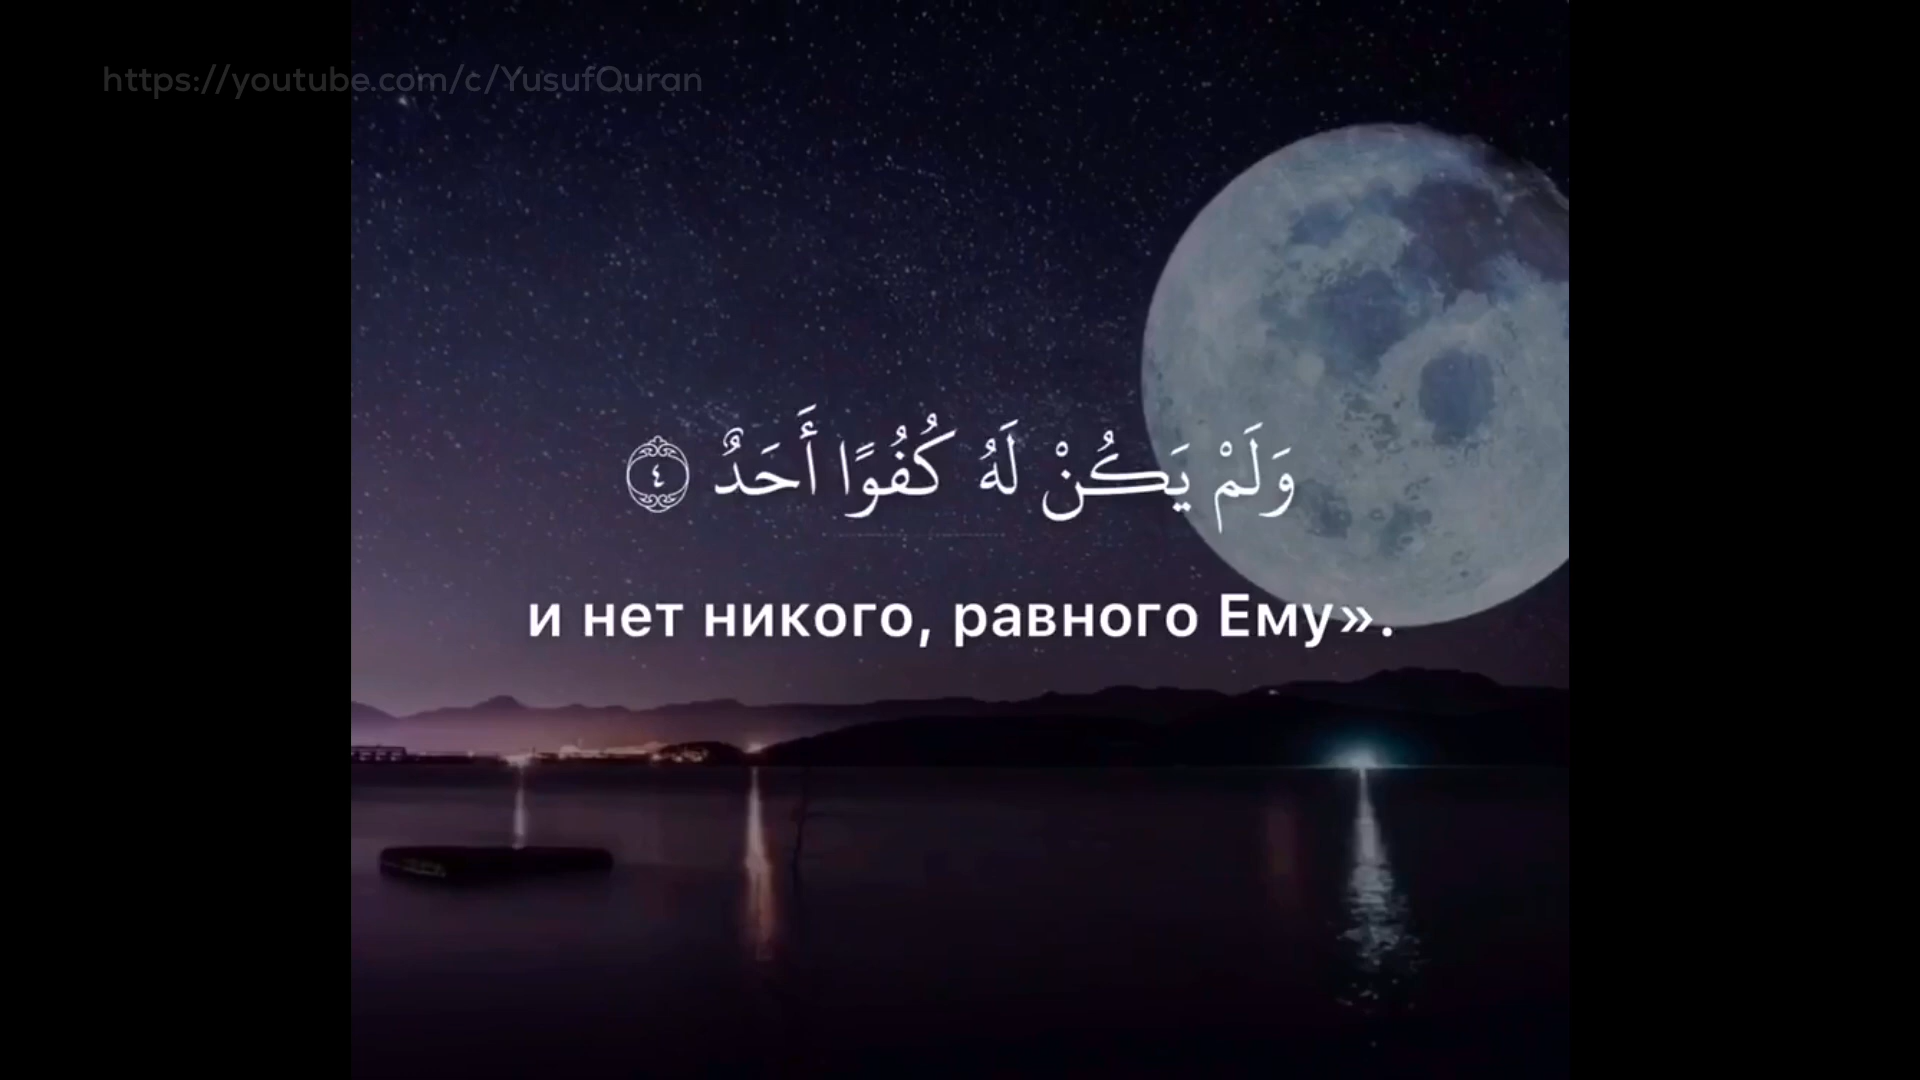 https://youtube.com/c/YusufQuran
وَلَمْ يَكُنْ لَهُ كُفُوًا أَحَدٌ ٤
и нет никого, равного Ему».